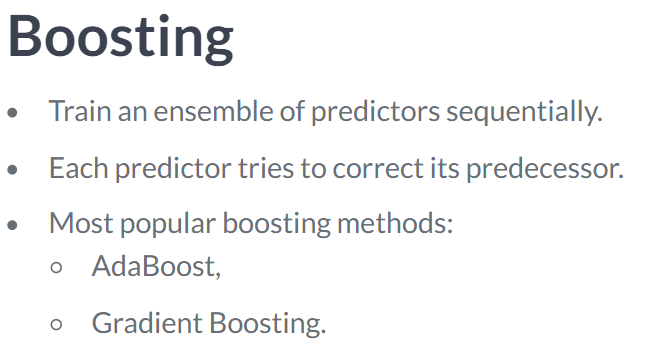 Boosting
• Train an ensemble of predictors sequentially.
• Each predictor tries to correct its predecessor.
• Most popular boosting methods:
○ AdaBoost,
○ Gradient Boosting.